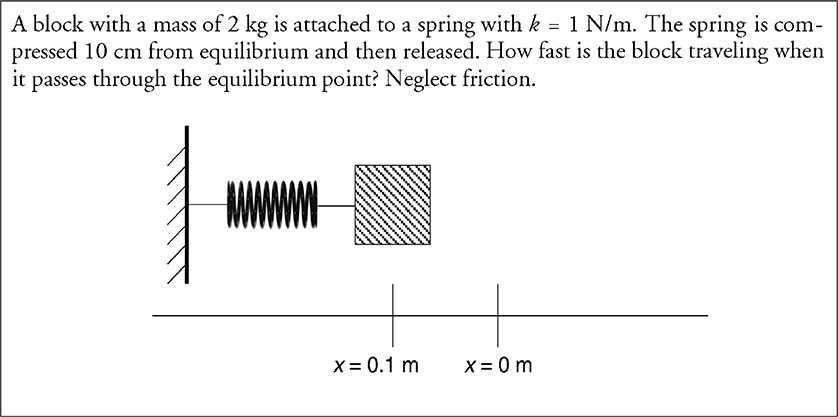 A block with a mass of 2 kg is attached to a spring with k = 1 N/m. The spring is com-
pressed 10 cm from equilibrium and then released. How fast is the block traveling when
it passes through the equilibrium point? Neglect friction.
x = 0.1 m x = 0 m